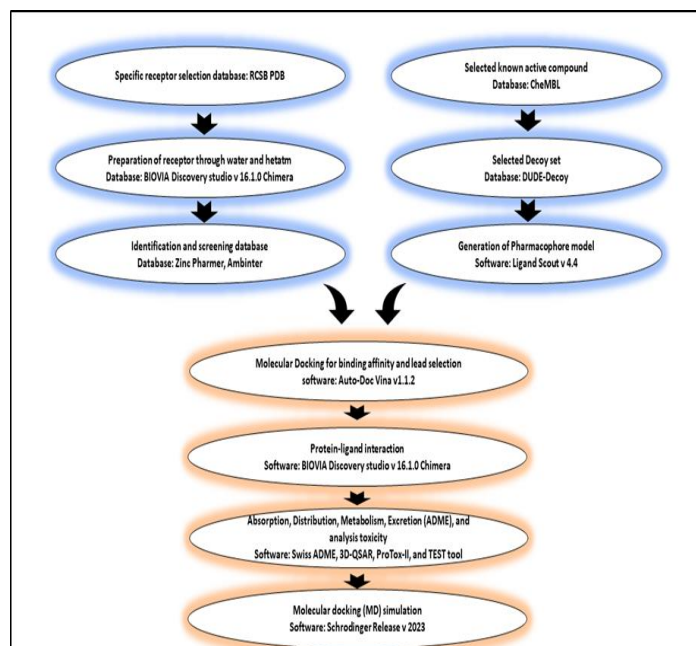 Specific receptor selection database: RCSB PDB
Preparation of receptor through water and hetatm
Database: BIOVIA Discovery studio v 16.1.0 Chimera
Identification and screening database
Database: Zinc Pharmer, Ambinter
Selected known active compound
Database: CheMBL
Selected Decoy set
Database: DUDE-Decoy
Generation of Pharmacophore model
Software: Ligand Scout v 4.4
Molecular Docking for binding affinity and lead selection
software: Auto-Doc Vina v1.1.2
Protein-ligand interaction
Software: BIOVIA Discovery studio v 16.1.0 Chimera
Absorption, Distribution, Metabolism, Excretion (ADME), and
analysis toxicity
Software: Swiss ADME, 3D-QSAR, ProTox-II, and TEST tool
Molecular docking (MD) simulation
Software: Schrodinger Release v 2023